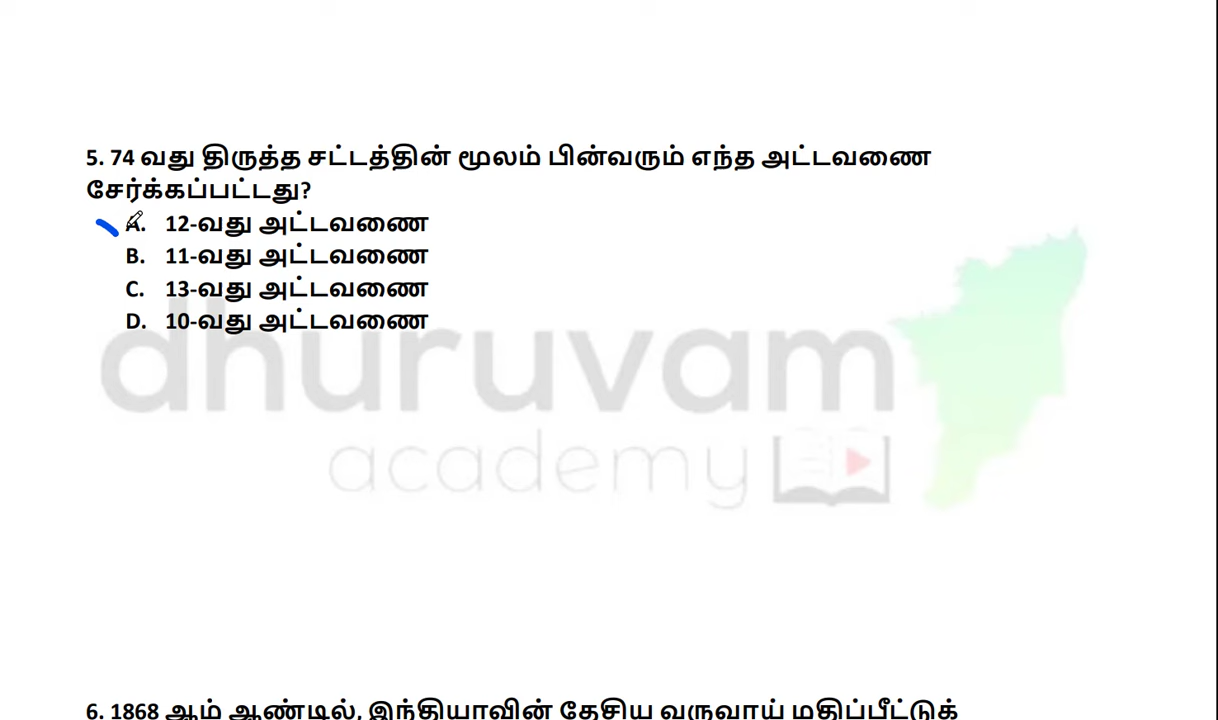 5. 74 வது திருத்த சட்டத்தின் மூலம் பின்வரும் எந்த அட்டவணை
சேர்க்கப்பட்டது?
A. 12-வது அட்டவணை
B. 11-வது அட்டவணை
C. 13-வது அட்டவணை
D. 10-வது அட்டவணை
dhuruvam
academy
6. 1868 ஆம் ஆண்டில், இந்தியாவின் தேசிய வருவாய் மதிப்பீட்டுக்